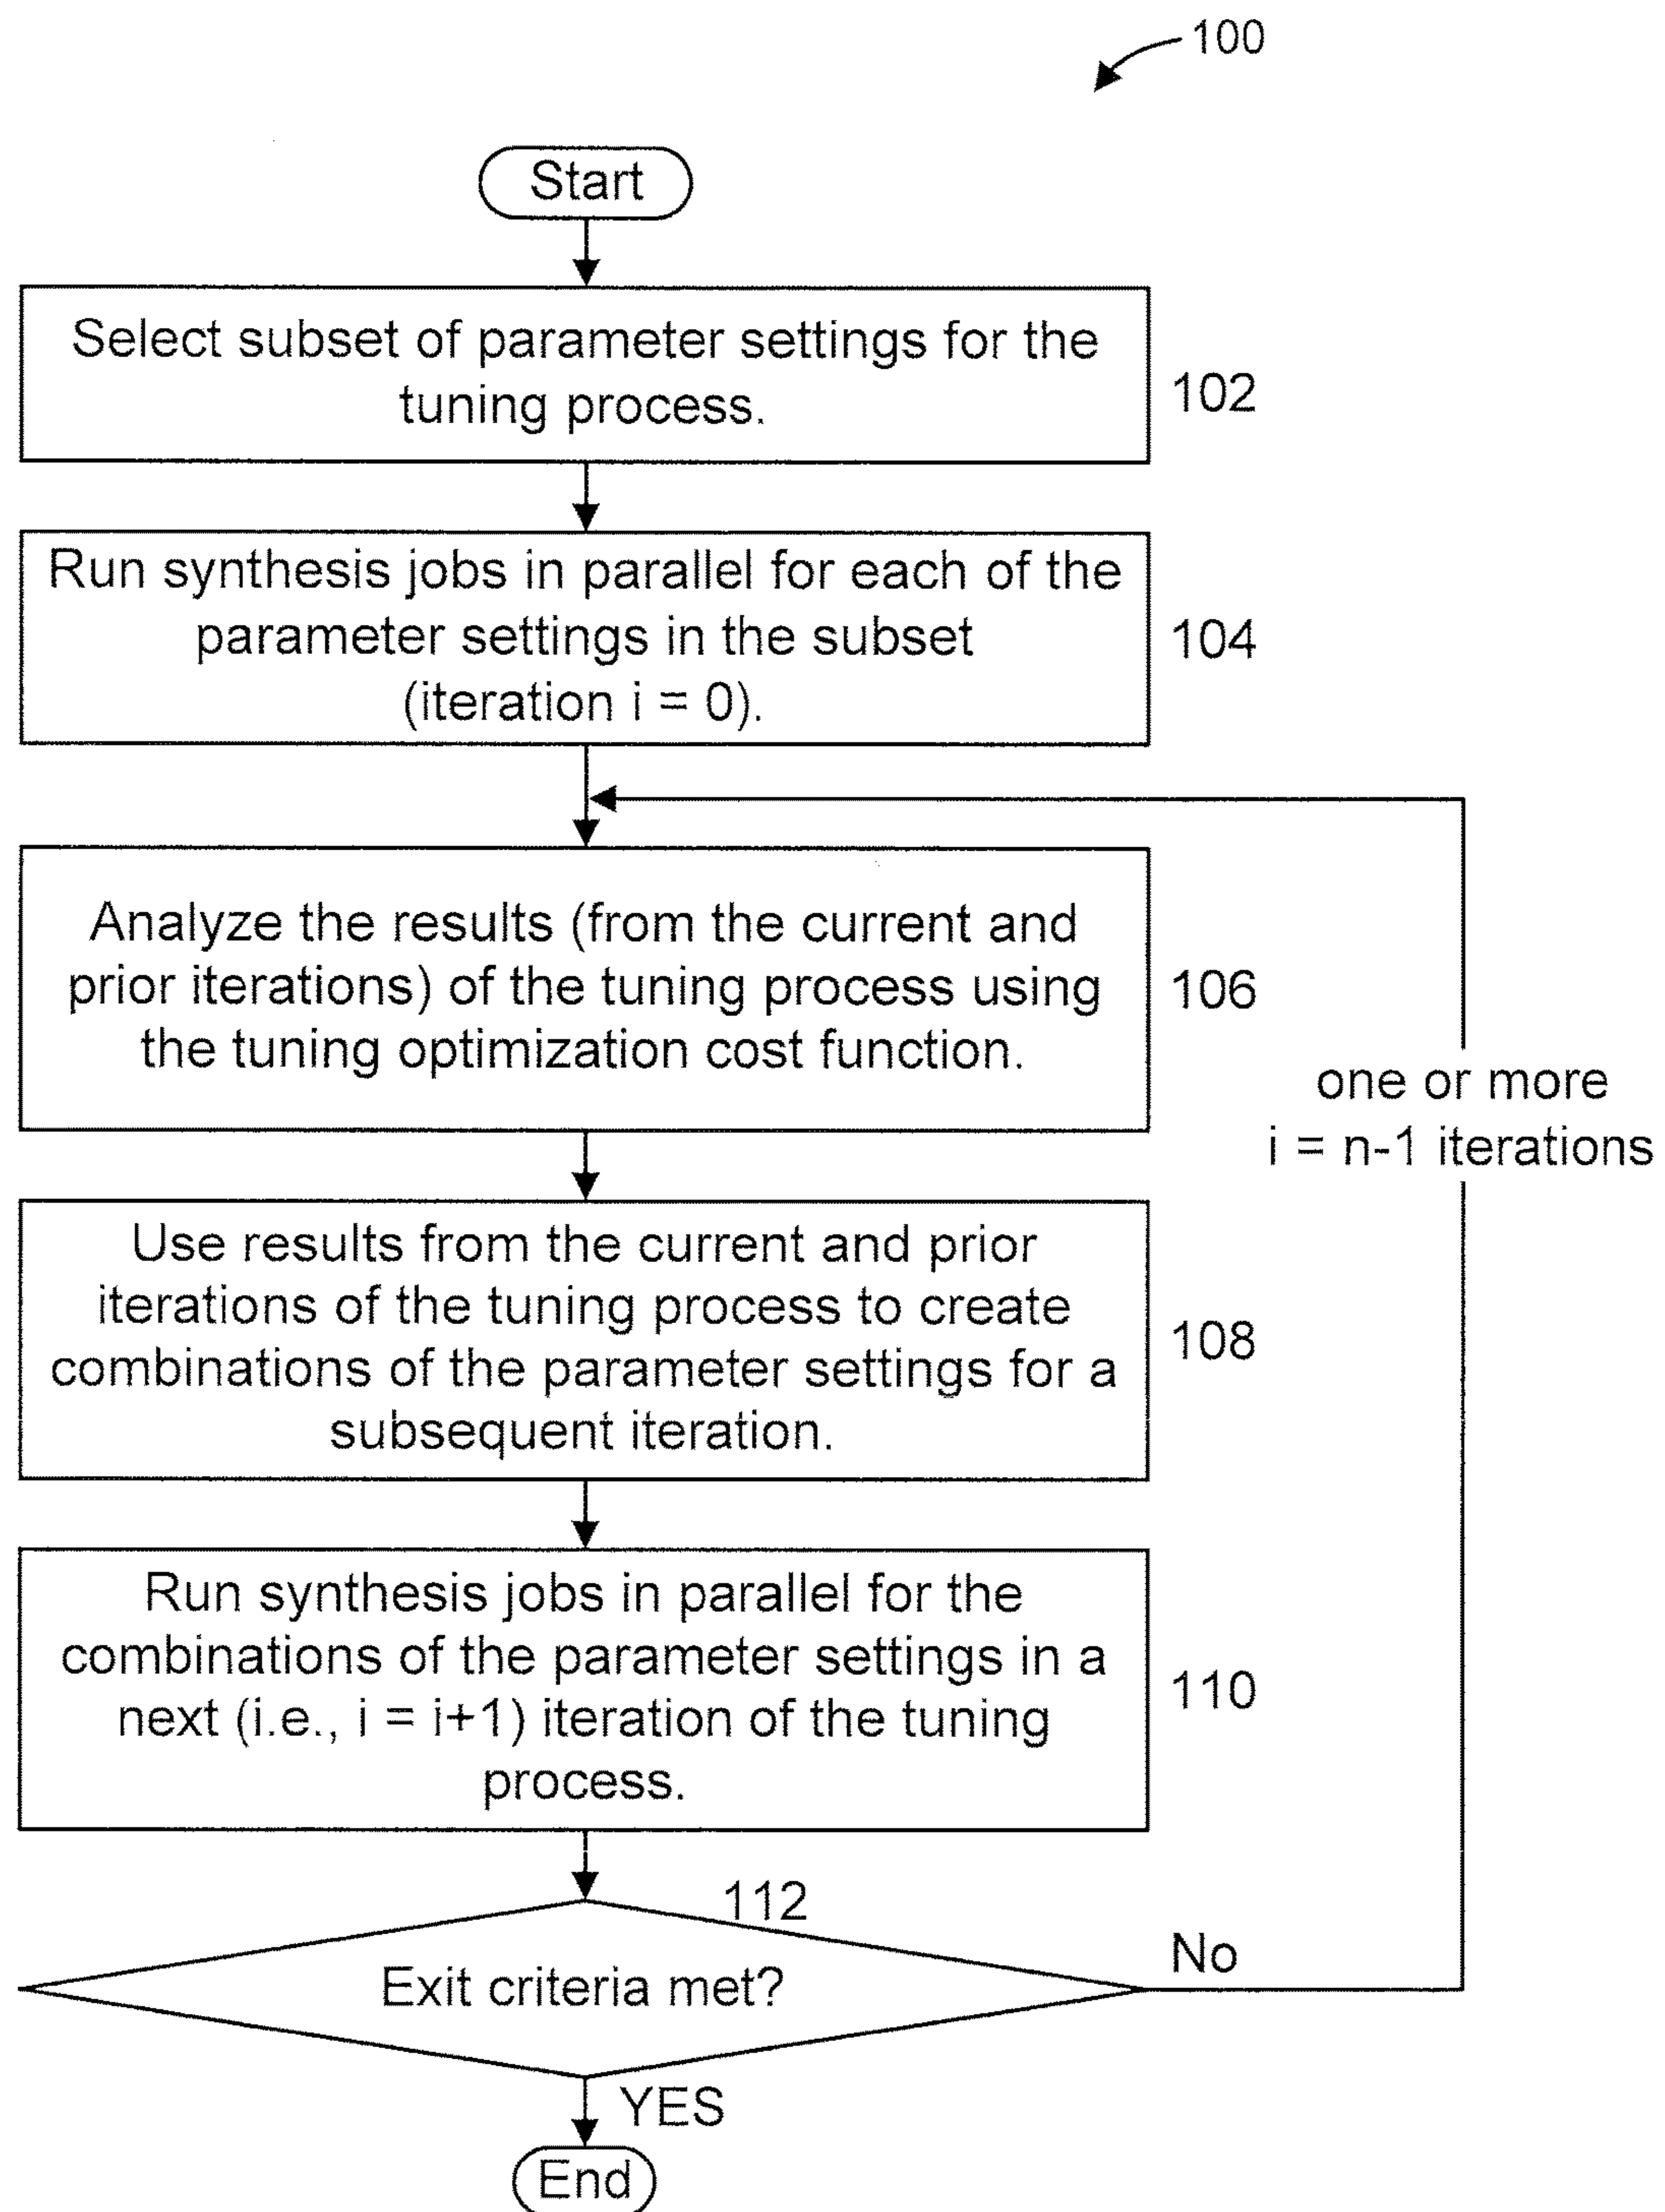 100
Start
Select subset of parameter settings for the
tuning process.
102
Run synthesis jobs in parallel for each of the
parameter settings in the subset
(iteration i = 0).
104
Analyze the results (from the current and
prior iterations) of the tuning process using
the tuning optimization cost function.
106
one or more
i = n-1 iterations
Use results from the current and prior
iterations of the tuning process to create
combinations of the parameter settings for a
subsequent iteration.
108
Run synthesis jobs in parallel for the
combinations of the parameter settings in a
next (i.e., i = i+1) iteration of the tuning
process.
110
112
Exit criteria met?
No
YES
End